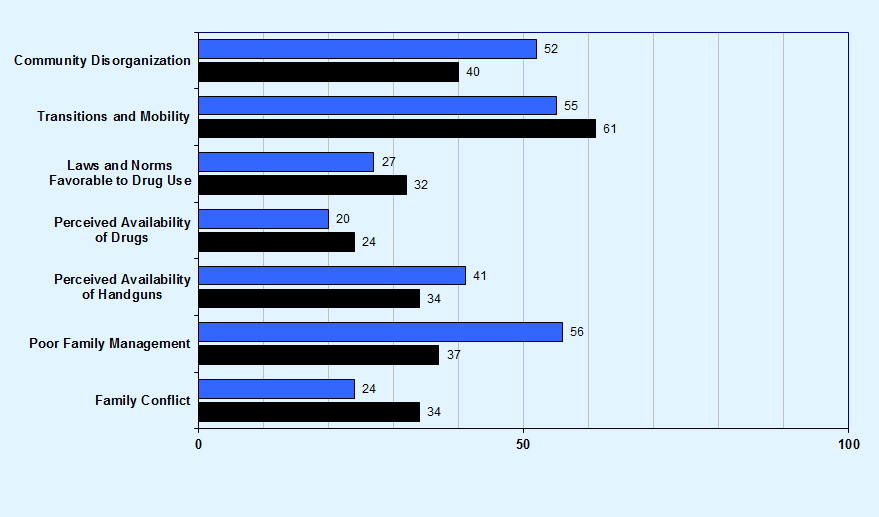 Community Disorganization
52
40
Transitions and Mobility
55
61
Laws and Norms
Favorable to Drug Use
27
32
Perceived Availability
of Drugs
20
24
Perceived Availability
of Handguns
41
34
Poor Family Management
56
37
Family Conflict
24
34
0
50
100